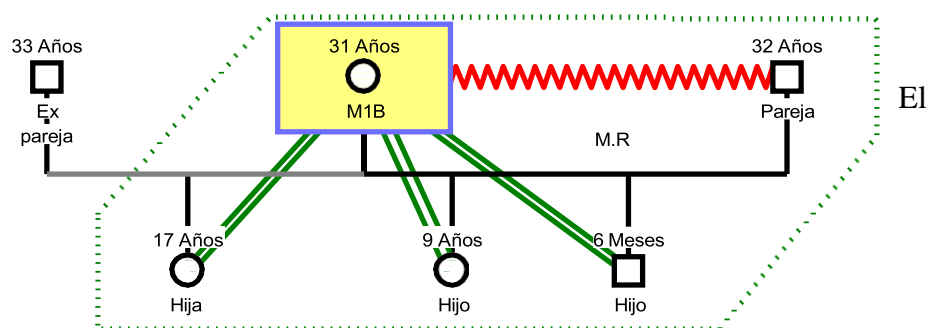 33 Años
31 Años
32 Años
Ex
pareja
M1B
Pareja
El
M.R
17 Años
9 Años
6 Meses
Hija
Hijo
Hijo